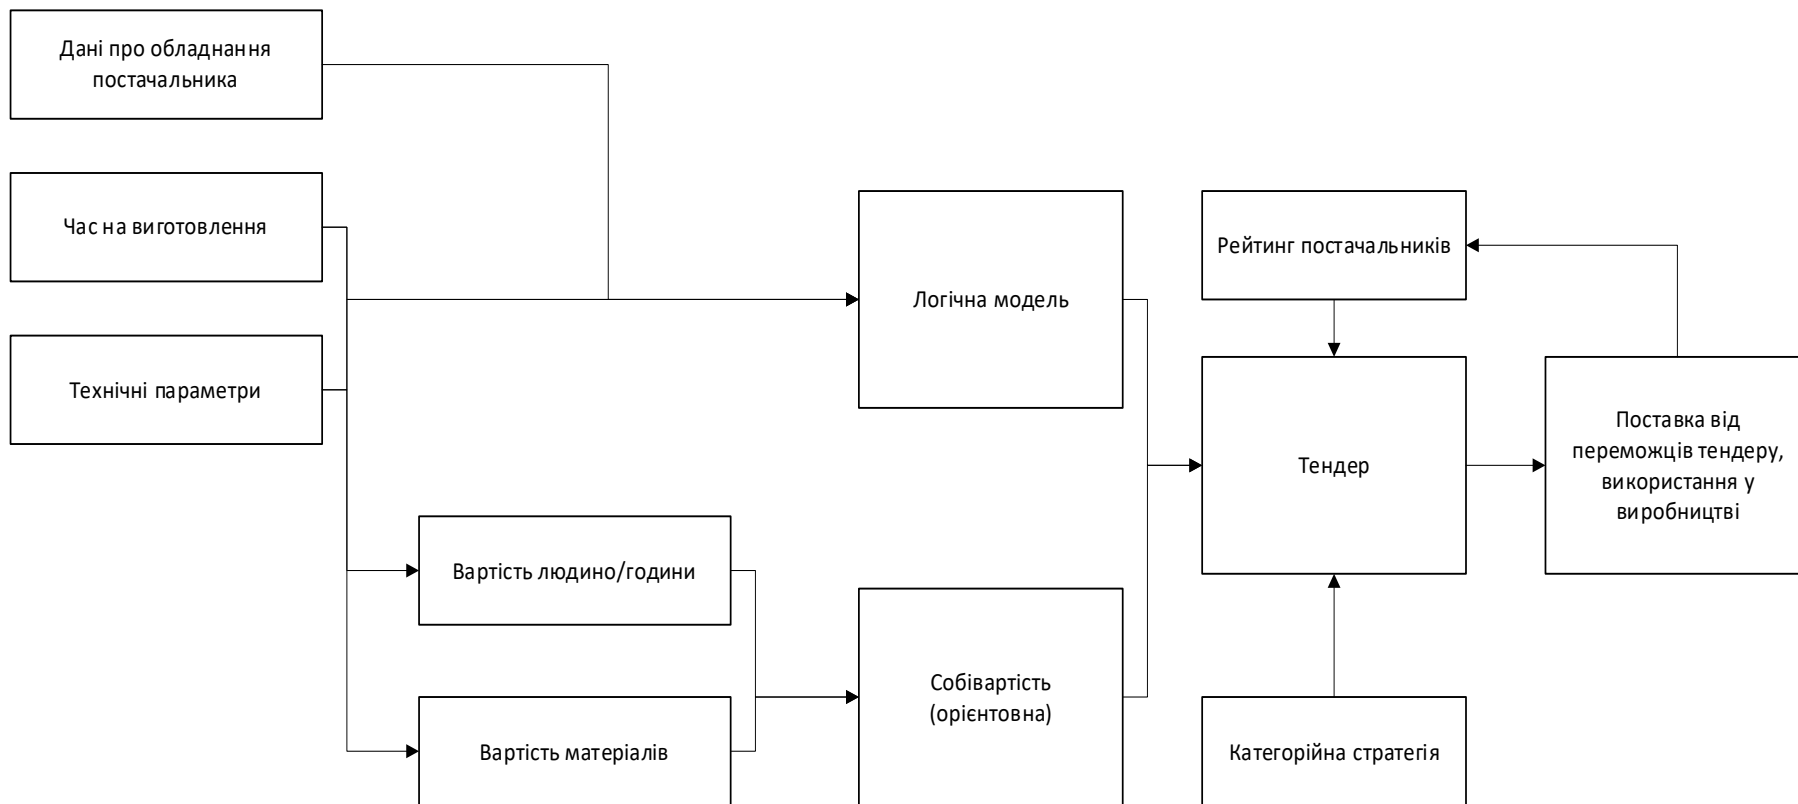 Дані про обладнання
постачальника
Час на виготовлення
Технічні параметри
Вартість людино/години
Вартість матеріалів
Логічна модель
Собівартість
(орієнтовна)
Рейтинг постачальників
Тендер
Категорійна стратегія
Поставка від
переможців тендеру,
використання у
виробництві